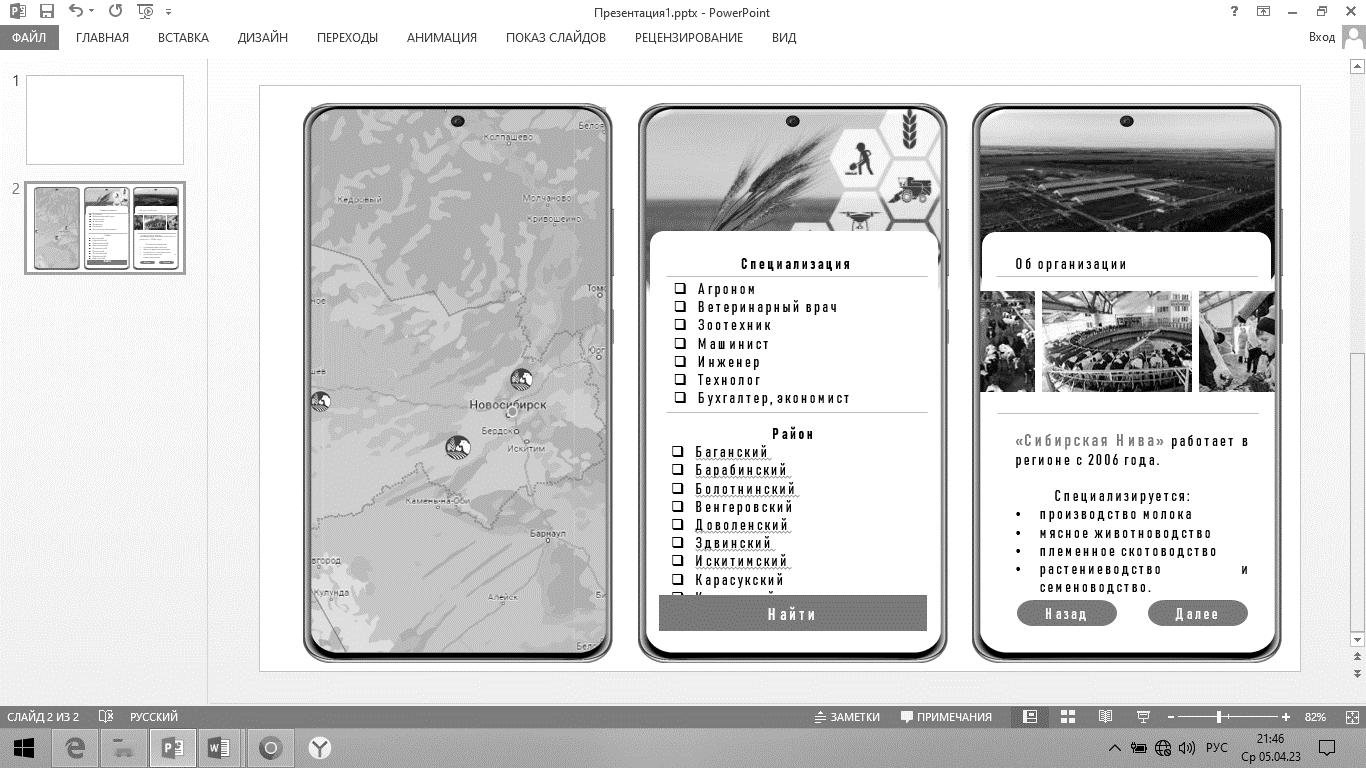 Презентация1.pptx - PowerPoint
?
ФАЙЛ ГЛАВНАЯ ВСТАВКА ДИЗАЙН ПЕРЕХОДЫ АНИМАЦИЯ ПОКАЗ СЛАЙДОВ РЕЦЕНЗИРОВАНИЕ ВИД Вход
1
2
Колпашево
Кедровый
Молчаново
Кривошеино
Новосибирск
Бердск
Искитим
Камень-на-Оби
Барнаул
Кулунда
Алейск
Специализация
Агроном
Ветеринарный врач
Зоотехник
Машинист
Инженер
Технолог
Бухгалтер, экономист
Район
Баганский
Барабинский
Болотнинский
Венгеровский
Доволенский
Здвинский
Искитимский
Карасукский
Найти
Об организации
«Сибирская Нива» работает в
регионе с 2006 года.
Специализируется:
• производство молока
• мясное животноводство
• племенное скотоводство
• растениеводство и
семеноводство.
Назад Далее
СЛАЙД 2 ИЗ 2 РУССКИЙ ЗАМЕТКИ ПРИМЕЧАНИЯ 82%
РУС
21:46
Ср 05.04.23